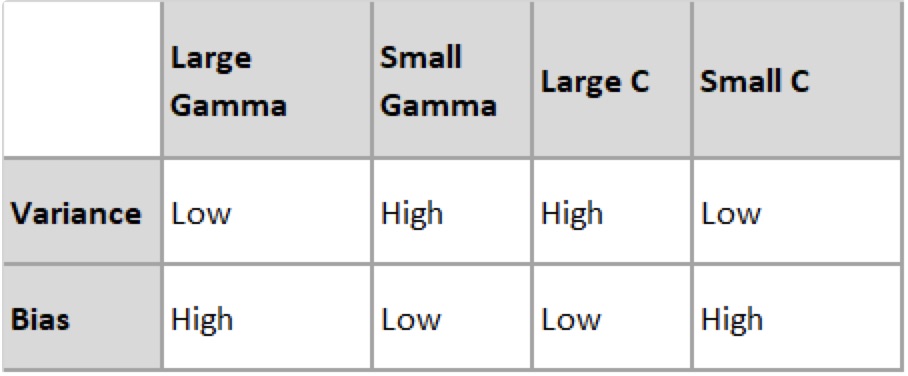 Large Gamma Small Gamma Large C Small C
Variance Low High High Low
Bias High Low Low High